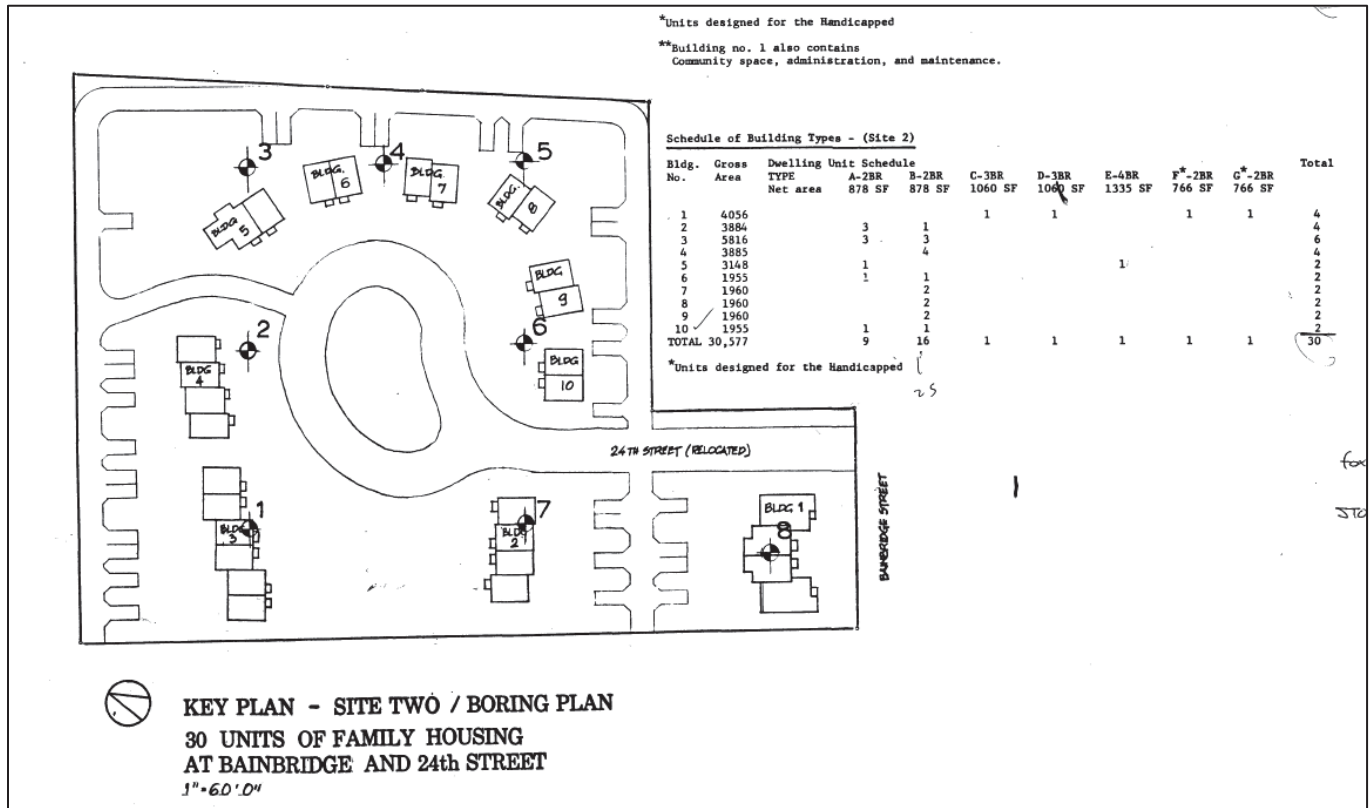 *Units designed for the Handicapped
**Building no. 1 also contains
Community space, administration, and maintenance.
Schedule of Building Types - (Site 2)
Bldg. Gross Dwelling Unit Schedule Total
No. Area TYPE A-2BR B-2BR C-3BR D-3BR E-4BR F*-2BR G*-2BR
Net area 878 SF 878 SF 1060 SF 1060 SF 1335 SF 766 SF 766 SF
1 4056 1 1 1 1 4
2 3884 3 1 4
3 5816 3 3 6
4 3885 4 4
5 3148 1 1 2
6 1955 1 1 2
7 1960 2 2
8 1960 2 2
9 1960 2 2
10 1955 1 1 2
TOTAL 30,577 9 16 1 1 1 1 1 30
*Units designed for the Handicapped
25
3
4
5
BLDG. 6
BLDG. 7
BLDG. 8
BLDG 5
BLDG 9
2
6
BLDG 4
BLDG 10
24TH STREET (RELOCATED)
BAINBRIDGE STREET
1
BLDG 3
7
BLDG 2
BLDG 1
8
KEY PLAN - SITE TWO / BORING PLAN
30 UNITS OF FAMILY HOUSING
AT BAINBRIDGE AND 24th STREET
1"=60'.0"